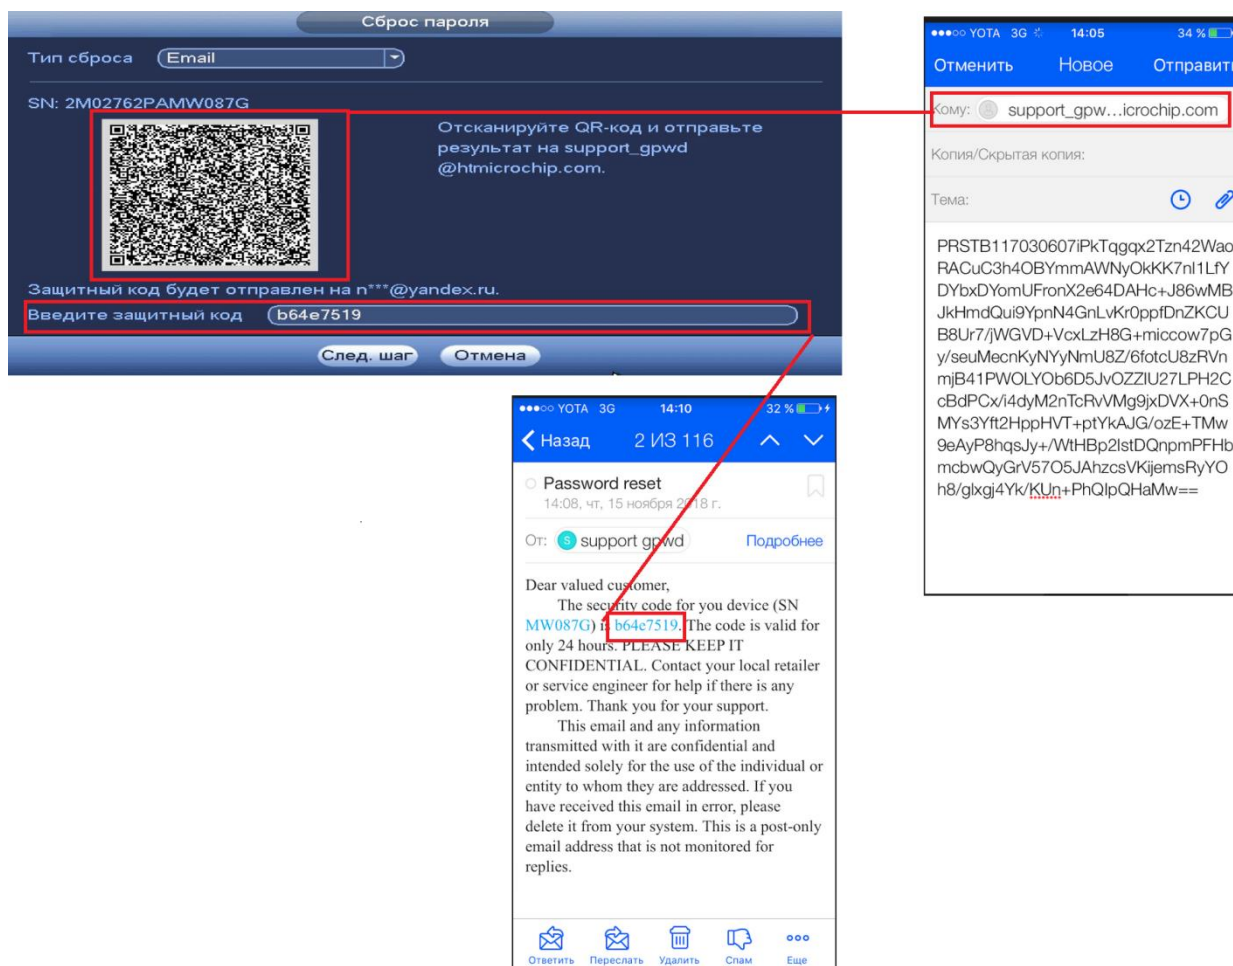 Сброс пароля
Тип сброса Email
SN: 2M02762PAMW087G
Отсканируйте QR-код и отправьте
результат на support_gpwd
@htmicrochip.com.
Защитный код будет отправлен на n***@yandex.ru.
Введите защитный код b64e7519
След. шаг Отмена
YOTA 3G 14:05 34 %
Отменить Новое Отправить
Кому: support_gpw...icrochip.com
Копия/Скрытая копия:
Тема:
PRSTB117030607iPkTqgqx2Tzn42Wao
RACuC3h4OBYmmAWNyOkKK7nl1LfY
DYbxDYomUFronX2e64DAHc+J86wMB
JkHmdQui9YpnN4GnLvKr0ppfDnZKCU
B8Ur7/jWGVD+VcxLzH8G+miccow7pG
y/seuMecnKyNYyNmU8Z/6fotcU8zRVn
mjB41PWOLYOb6D5JvOZZIU27LPH2C
cBdPCx/i4dyM2nTcRvVMg9jxDVX+0nS
MYs3Yft2HppHVT+ptYkAJG/ozE+TMw
9eAyP8hqsJy+/WtHBp2lstDQnpmPFHb
mcbwQyGrV57O5JAhzcsVKijemsRyYO
h8/glxgj4Yk/KUn+PhQlpQHaMw==
YOTA 3G 14:10 32 %
Назад 2 ИЗ 116
Password reset
14:08, чт, 15 ноября 2018 г.
От: S support gpwd Подробнее
Dear valued customer,
The security code for you device (SN
MW087G) is b64e7519. The code is valid for
only 24 hours. PLEASE KEEP IT
CONFIDENTIAL. Contact your local retailer
or service engineer for help if there is any
problem. Thank you for your support.
This email and any information
transmitted with it are confidential and
intended solely for the use of the individual or
entity to whom they are addressed. If you
have received this email in error, please
delete it from your system. This is a post-only
email address that is not monitored for
replies.
Ответить Переслать Удалить Спам Еще